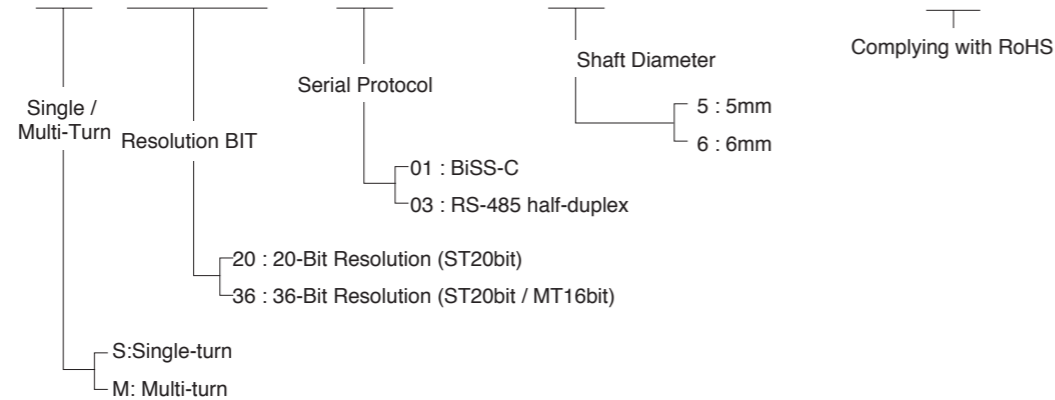 Complying with RoHS
Shaft Diameter
Serial Protocol
Single /
Multi-Turn
Resolution BIT
5 : 5mm
6 : 6mm
01 : BiSS-C
03 : RS-485 half-duplex
20 : 20-Bit Resolution (ST20bit)
36 : 36-Bit Resolution (ST20bit / MT16bit)
S:Single-turn
M: Multi-turn